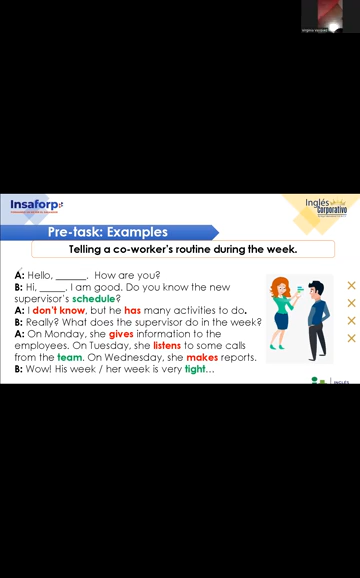 Insaforp
Inglés
Corporativo
Pre-task: Examples
Telling a co-worker's routine during the week.
A: Hello, ______. How are you?
B: Hi, _____. I am good. Do you know the new
supervisor's schedule?
A: I don't know, but he has many activities to do.
B: Really? What does the supervisor do in the week?
A: On Monday, she gives information to the
employees. On Tuesday, she listens to some calls
from the team. On Wednesday, she makes reports.
B: Wow! His week / her week is very tight...
INGLÉS